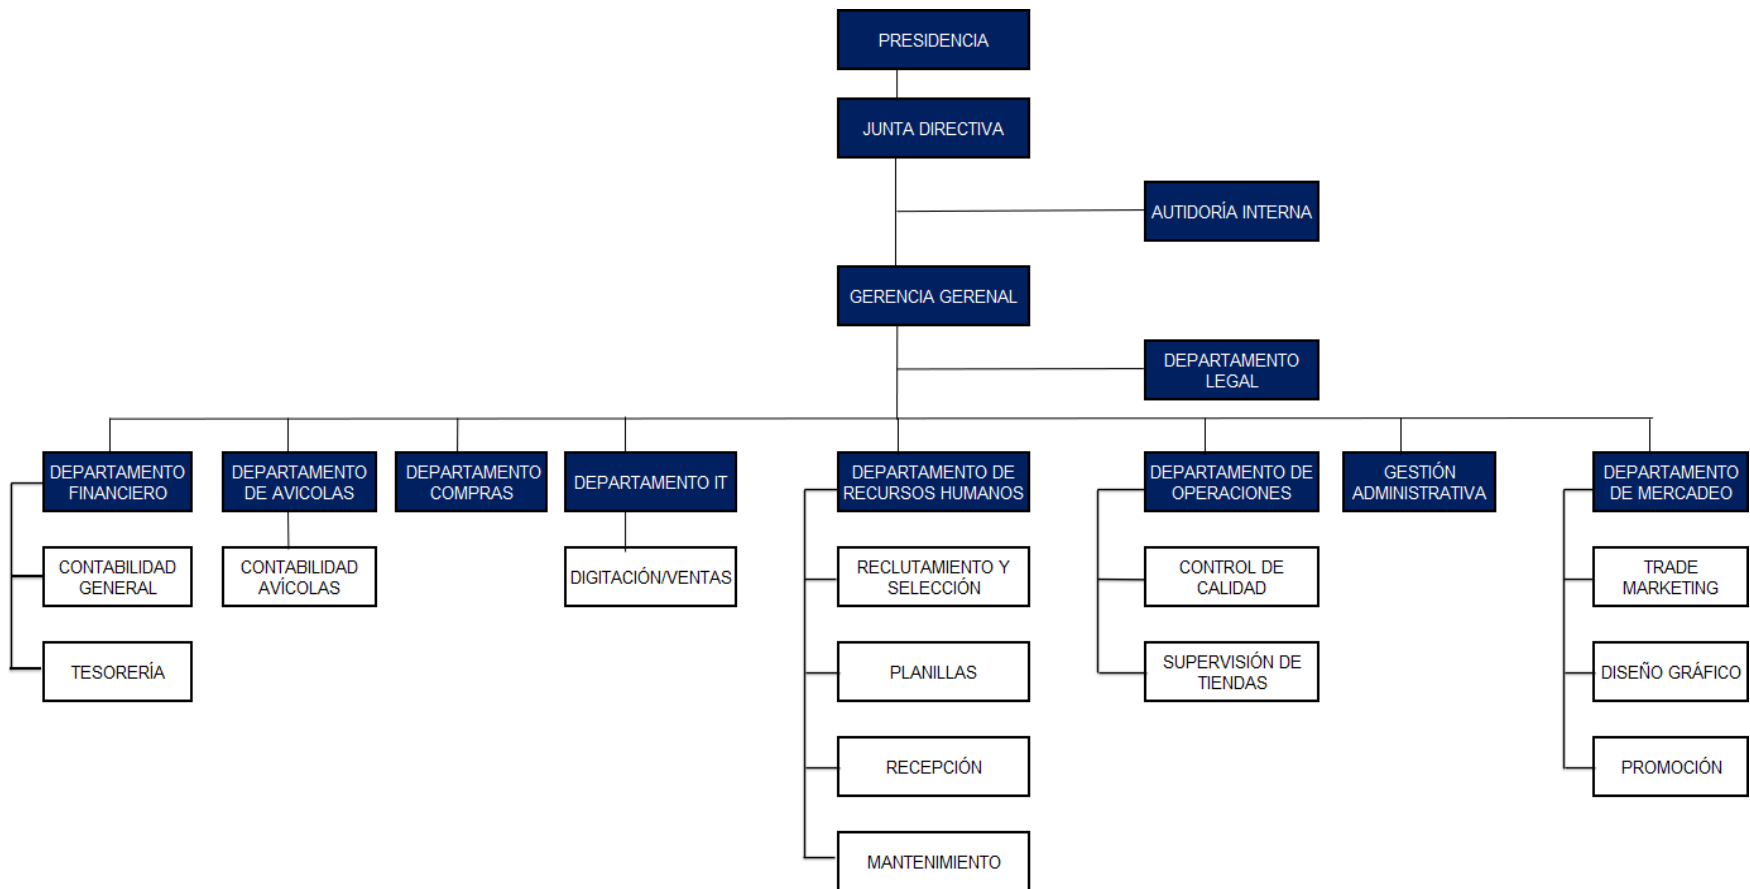 PRESIDENCIA
JUNTA DIRECTIVA
AUTIDORÍA INTERNA
GERENCIA GERENAL
DEPARTAMENTO
LEGAL
DEPARTAMENTO
FINANCIERO
DEPARTAMENTO
DE AVICOLAS
DEPARTAMENTO
COMPRAS
DEPARTAMENTO IT
DEPARTAMENTO DE
RECURSOS HUMANOS
DEPARTAMENTO DE
OPERACIONES
GESTIÓN
ADMINISTRATIVA
DEPARTAMENTO
DE MERCADEO
CONTABILIDAD
GENERAL
CONTABILIDAD
AVÍCOLAS
DIGITACIÓN/VENTAS
RECLUTAMIENTO Y
SELECCIÓN
CONTROL DE
CALIDAD
TRADE
MARKETING
TESORERÍA
PLANILLAS
SUPERVISIÓN DE
TIENDAS
DISEÑO GRÁFICO
RECEPCIÓN
PROMOCIÓN
MANTENIMIENTO